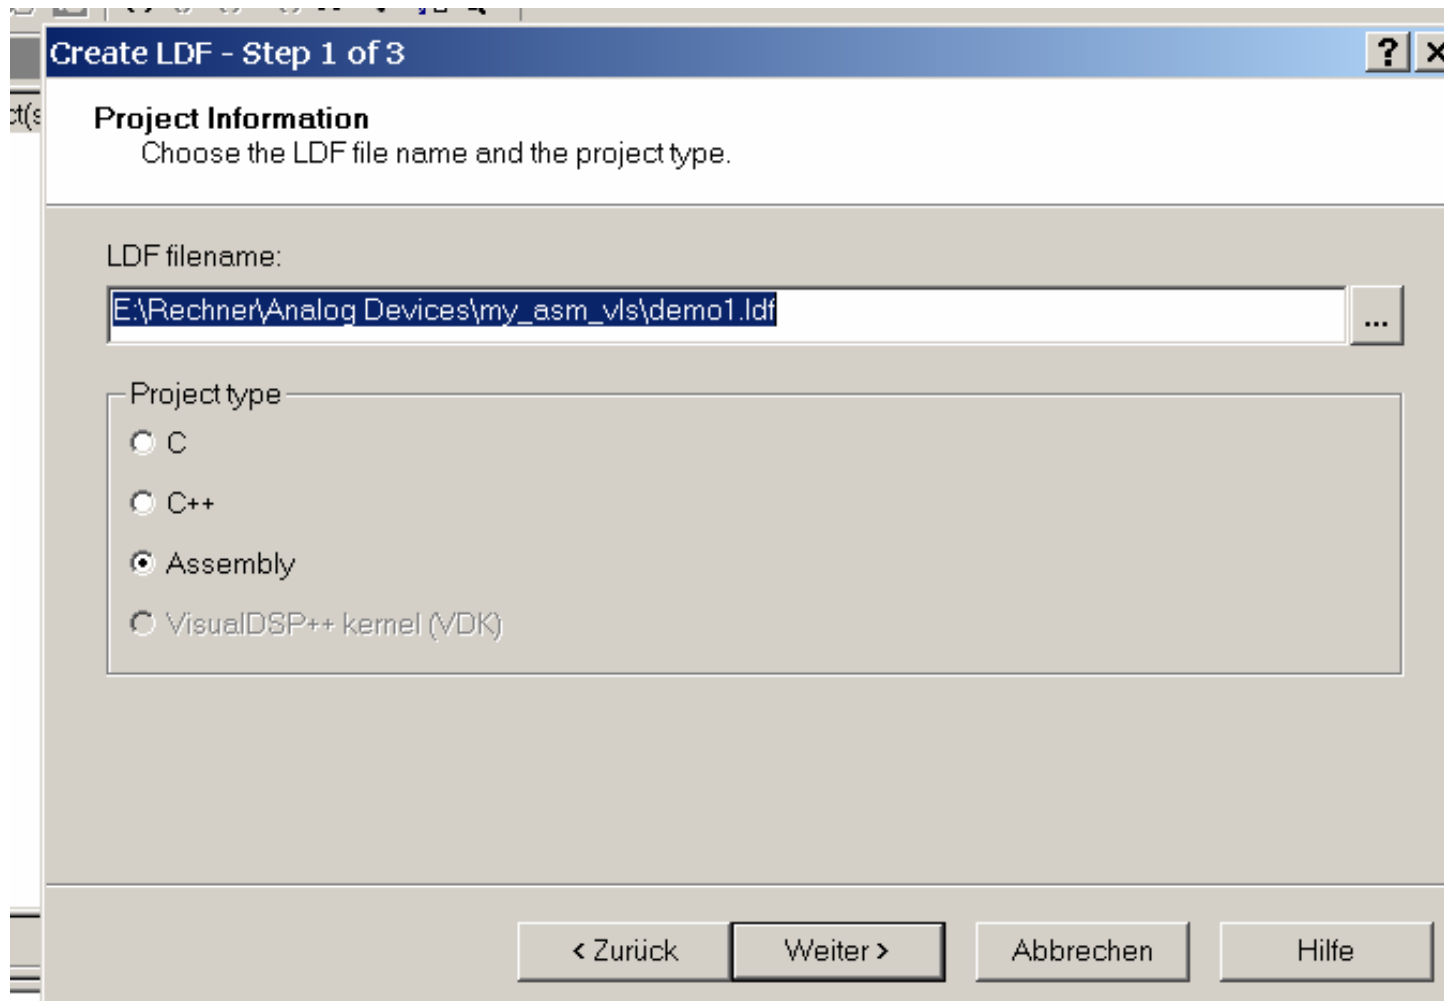 Create LDF - Step 1 of 3
ct(s
Project Information
Choose the LDF file name and the project type.
LDF filename:
E:\Rechner\Analog Devices\my_asm_vls\demo1.ldf
...
Project type
C
C++
Assembly
VisualDSP++ kernel (VDK)
< Zurück
Weiter >
Abbrechen
Hilfe